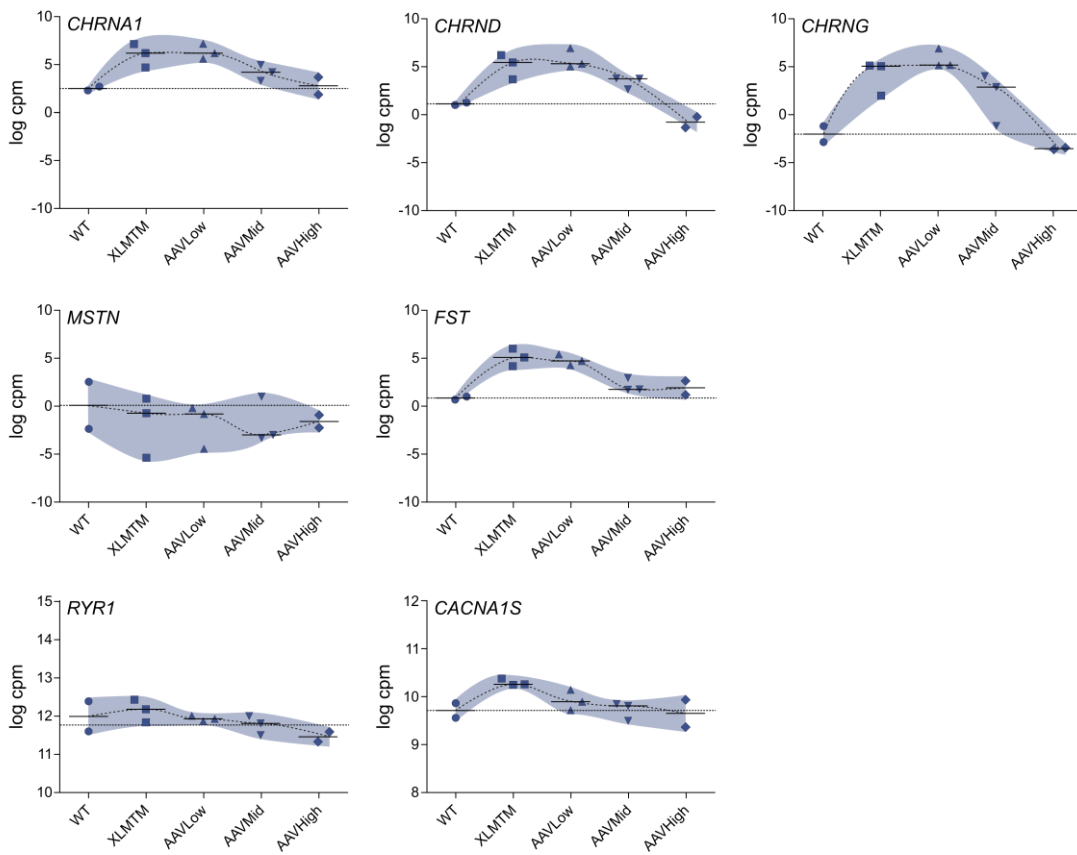 CHRNA1
10
5
0
-5
-10
log cpm
WT
XLMTM
AAVLow
AAVMid
AAVHigh
CHRND
10
5
0
-5
-10
log cpm
WT
XLMTM
AAVLow
AAVMid
AAVHigh
CHRNG
10
5
0
-5
-10
log cpm
WT
XLMTM
AAVLow
AAVMid
AAVHigh
MSTN
10
5
0
-5
-10
log cpm
WT
XLMTM
AAVLow
AAVMid
AAVHigh
FST
10
5
0
-5
-10
log cpm
WT
XLMTM
AAVLow
AAVMid
AAVHigh
RYR1
15
14
13
12
11
10
log cpm
WT
XLMTM
AAVLow
AAVMid
AAVHigh
CACNA1S
12
11
10
9
8
log cpm
WT
XLMTM
AAVLow
AAVMid
AAVHigh